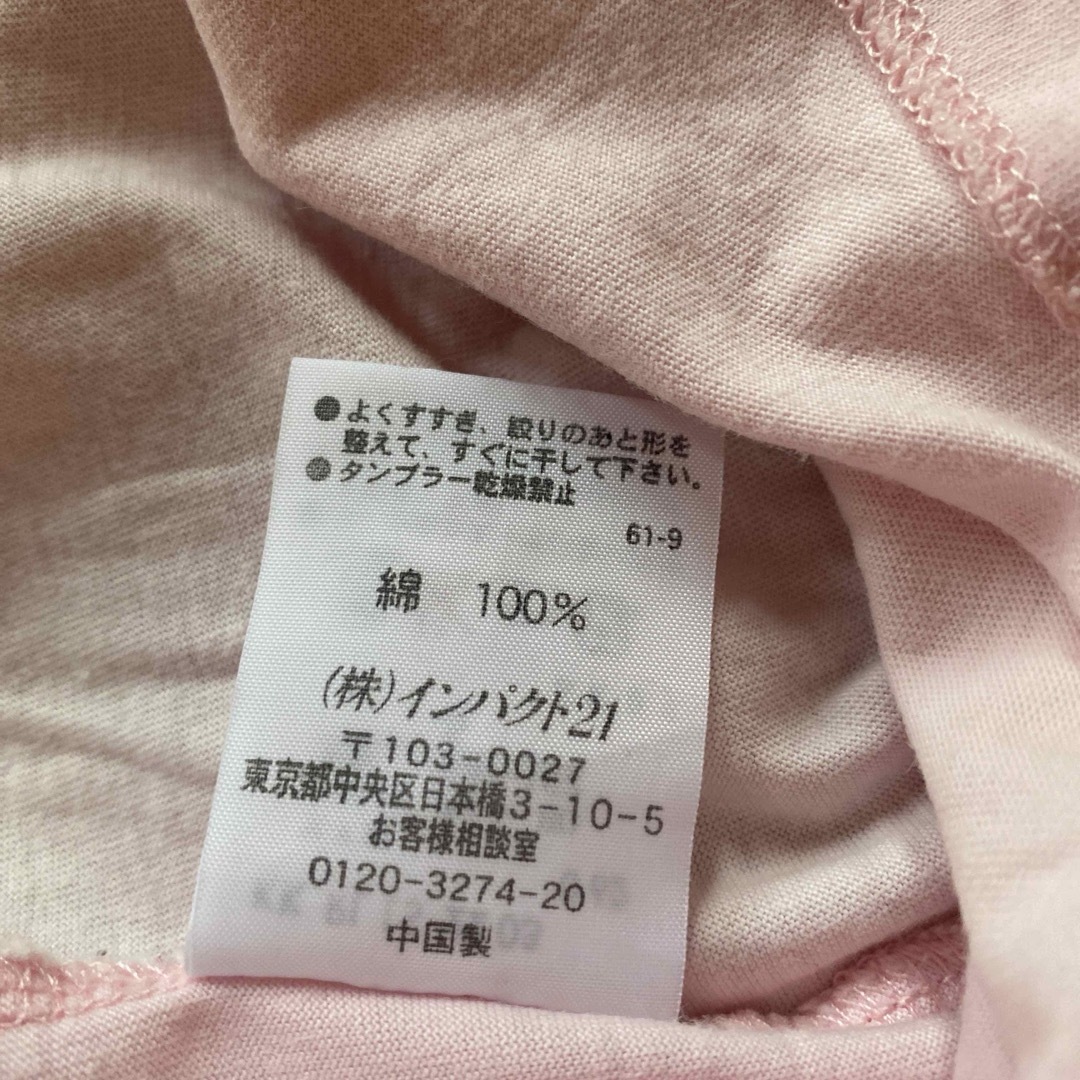 ●よくすすぎ、絞りのあと形を
整えて、すぐに干して下さい。
●タンブラー乾燥禁止
61-9
綿 100%
(株)インパクト21
〒103-0027
東京都中央区日本橋3-10-5
お客様相談室
0120-3274-20
中国製